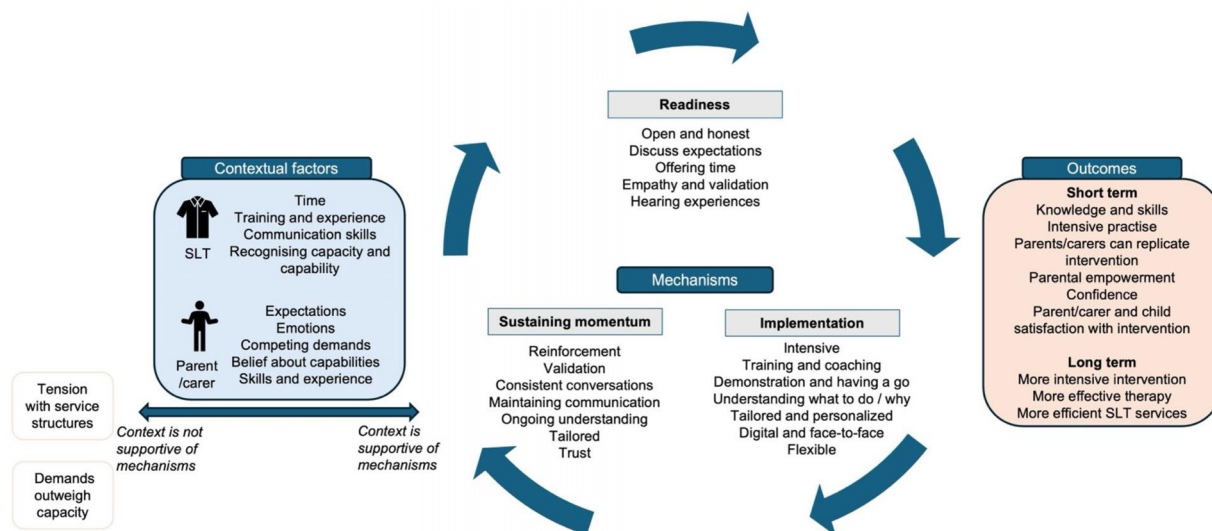 Contextual factors
SLT
Time
Training and experience
Communication skills
Recognising capacity and
capability
Parent
/carer
Expectations
Emotions
Competing demands
Belief about capabilities
Skills and experience
Tension
with service
structures
Context is not
supportive of
mechanisms
Context is
supportive of
mechanisms
Demands
outweigh
capacity
Readiness
Open and honest
Discuss expectations
Offering time
Empathy and validation
Hearing experiences
Mechanisms
Sustaining momentum
Reinforcement
Validation
Consistent conversations
Maintaining communication
Ongoing understanding
Tailored
Trust
Implementation
Intensive
Training and coaching
Demonstration and having a go
Understanding what to do / why
Tailored and personalized
Digital and face-to-face
Flexible
Outcomes
Short term
Knowledge and skills
Intensive practise
Parents/carers can replicate
intervention
Parental empowerment
Confidence
Parent/carer and child
satisfaction with intervention
Long term
More intensive intervention
More effective therapy
More efficient SLT services